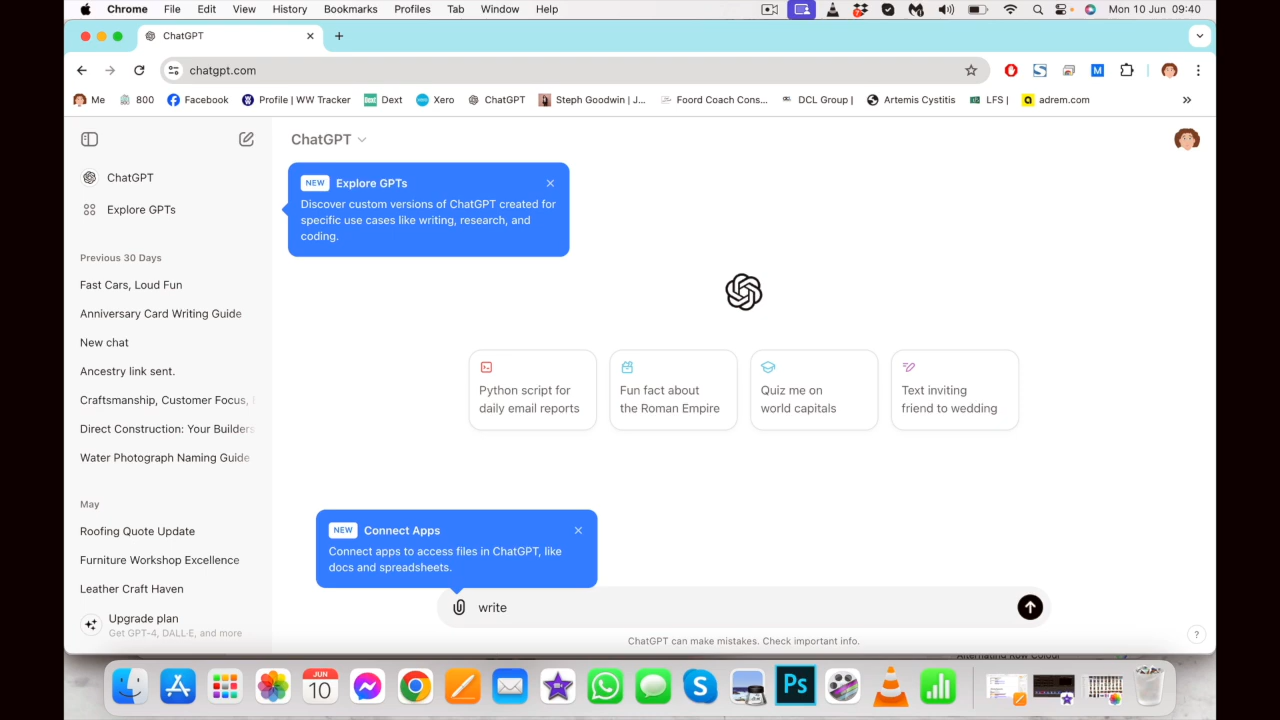 Chrome File Edit View History Bookmarks Profiles Tab Window Help Mon 10 Jun 09:40
ChatGPT
chatgpt.com
Me 800 Facebook Profile | WW Tracker Dext Xero ChatGPT Steph Goodwin | J... Foord Coach Cons... DCL Group | Artemis Cystitis LFS | adrem.com
ChatGPT
ChatGPT
Explore GPTs
Previous 30 Days
Fast Cars, Loud Fun
Anniversary Card Writing Guide
New chat
Ancestry link sent.
Craftsmanship, Customer Focus,
Direct Construction: Your Builders
Water Photograph Naming Guide
May
Roofing Quote Update
Furniture Workshop Excellence
Leather Craft Haven
Upgrade plan
Get GPT-4, DALL·E, and more
NEW Explore GPTs
Discover custom versions of ChatGPT created for
specific use cases like writing, research, and
coding.
Python script for
daily email reports
Fun fact about
the Roman Empire
Quiz me on
world capitals
Text inviting
friend to wedding
NEW Connect Apps
Connect apps to access files in ChatGPT, like
docs and spreadsheets.
write
ChatGPT can make mistakes. Check important info.
?
JUN
10
Ps